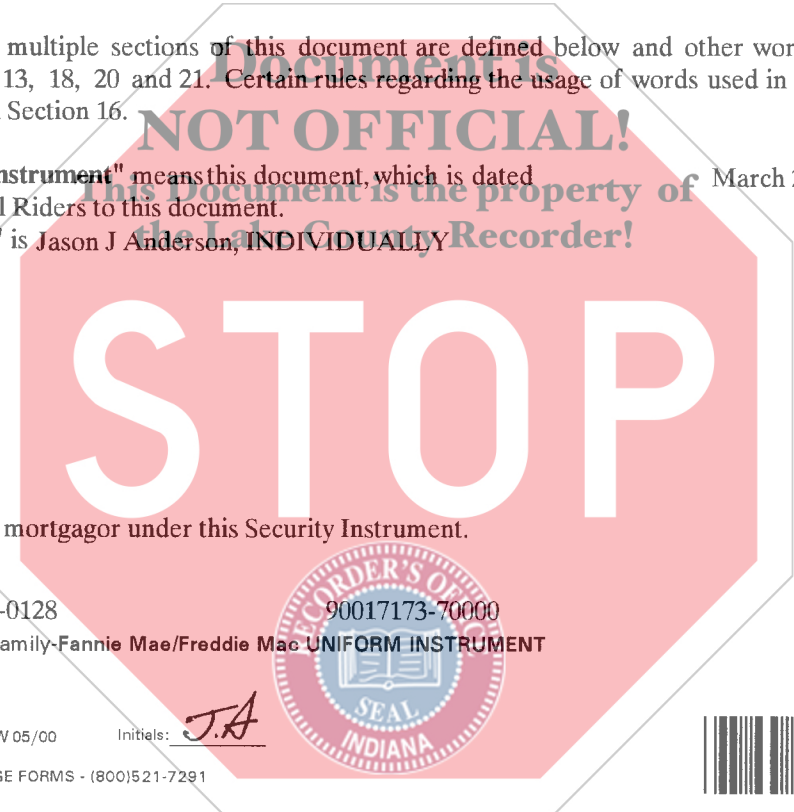 multiple sections of this document are defined below and other wor
Document is
13, 18, 20 and 21. Certain rules regarding the usage of words used in
Section 16.
NOT OFFICIAL!
nstrument" means this document, which is dated March 2
This Document is the property of
l Riders to this document.
" is Jason J Anderson, INDIVIDUALLY
the Lake County Recorder!
STOP
mortgagor under this Security Instrument.
RECORDER'S OF
-0128 90017173-70000
amily-Fannie Mae/Freddie Mac UNIFORM INSTRUMENT
SEAL
INDIANA
W 05/00 Initials: J.A
GE FORMS - (800)521-7291